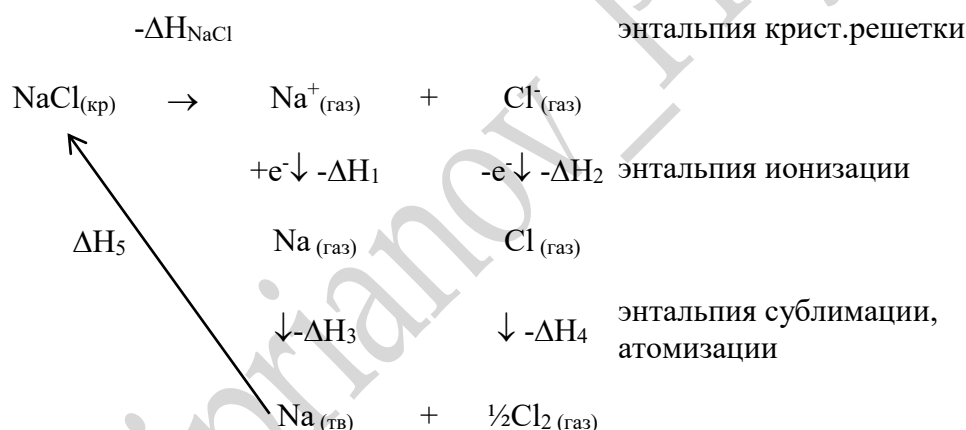 -ΔH_NaCl энтальпия крист.решетки
NaCl(кр) → Na⁺(газ) + Cl⁻(газ)
+e⁻↓ -ΔH₁ -e⁻↓ -ΔH₂ энтальпия ионизации
ΔH₅ Na (газ) Cl (газ)
↓-ΔH₃ ↓ -ΔH₄ энтальпия сублимации,
атомизации
Na (тв) + ½Cl₂ (газ)